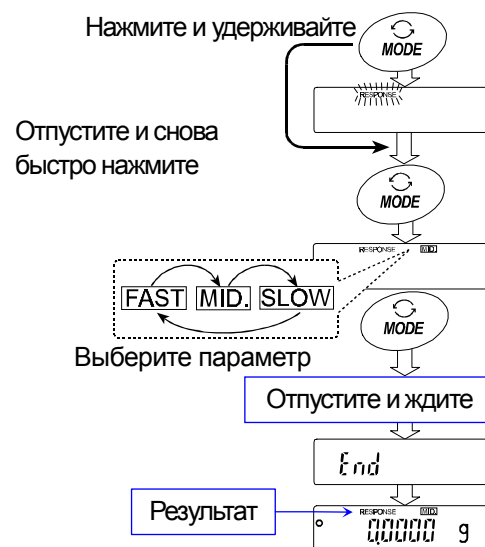 Нажмите и удерживайте
MODE
RESPONSE
Отпустите и снова
быстро нажмите
MODE
RESPONSE MID.
FAST MID. SLOW
MODE
Выберите параметр
Отпустите и ждите
End
Результат
RESPONSE MID.
0.0000 g